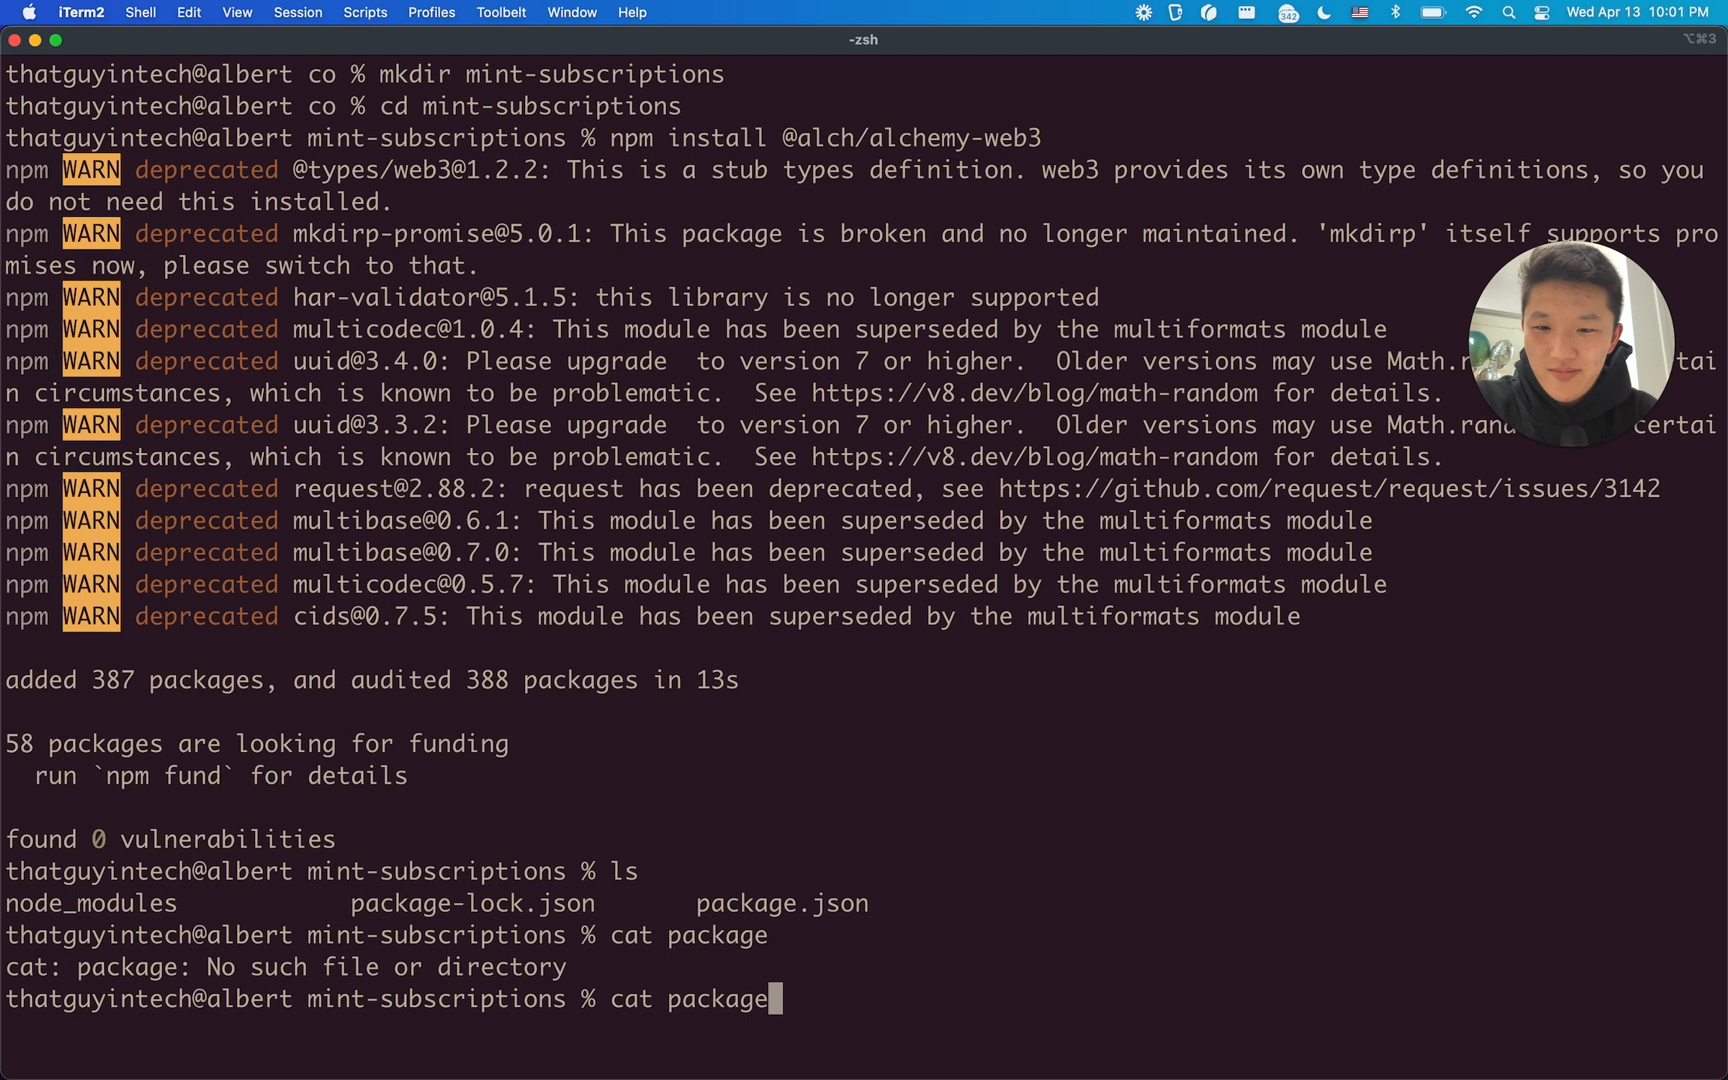 iTerm2 Shell Edit View Session Scripts Profiles Toolbelt Window Help 342 Wed Apr 13 10:01 PM
-zsh ⌥⌘3
thatguyintech@albert co % mkdir mint-subscriptions
thatguyintech@albert co % cd mint-subscriptions
thatguyintech@albert mint-subscriptions % npm install @alch/alchemy-web3
npm WARN deprecated @types/web3@1.2.2: This is a stub types definition. web3 provides its own type definitions, so you
do not need this installed.
npm WARN deprecated mkdirp-promise@5.0.1: This package is broken and no longer maintained. 'mkdirp' itself supports pro
mises now, please switch to that.
npm WARN deprecated har-validator@5.1.5: this library is no longer supported
npm WARN deprecated multicodec@1.0.4: This module has been superseded by the multiformats module
npm WARN deprecated uuid@3.4.0: Please upgrade  to version 7 or higher.  Older versions may use Math.r tai
n circumstances, which is known to be problematic.  See https://v8.dev/blog/math-random for details.
npm WARN deprecated uuid@3.3.2: Please upgrade  to version 7 or higher.  Older versions may use Math.ran certai
n circumstances, which is known to be problematic.  See https://v8.dev/blog/math-random for details.
npm WARN deprecated request@2.88.2: request has been deprecated, see https://github.com/request/request/issues/3142
npm WARN deprecated multibase@0.6.1: This module has been superseded by the multiformats module
npm WARN deprecated multibase@0.7.0: This module has been superseded by the multiformats module
npm WARN deprecated multicodec@0.5.7: This module has been superseded by the multiformats module
npm WARN deprecated cids@0.7.5: This module has been superseded by the multiformats module
added 387 packages, and audited 388 packages in 13s
58 packages are looking for funding
run `npm fund` for details
found 0 vulnerabilities
thatguyintech@albert mint-subscriptions % ls
node_modules package-lock.json package.json
thatguyintech@albert mint-subscriptions % cat package
cat: package: No such file or directory
thatguyintech@albert mint-subscriptions % cat package